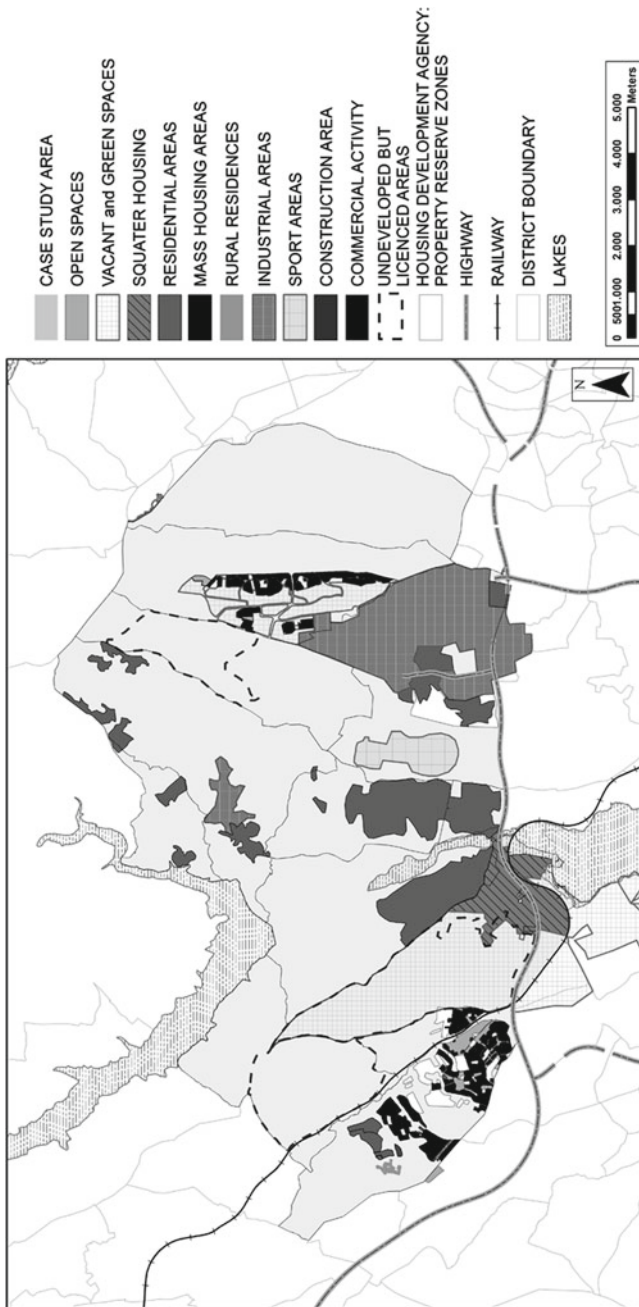 CASE STUDY AREA
OPEN SPACES
VACANT and GREEN SPACES
SQUATER HOUSING
RESIDENTIAL AREAS
MASS HOUSING AREAS
RURAL RESIDENCES
INDUSTRIAL AREAS
SPORT AREAS
CONSTRUCTION AREA
COMMERCIAL ACTIVITY
UNDEVELOPED BUT
LICENCED AREAS
HOUSING DEVELOPMENT AGENCY:
PROPERTY RESERVE ZONES
HIGHWAY
RAILWAY
DISTRICT BOUNDARY
LAKES
0 5001.000 2.000 3.000 4.000 5.000
Meters
N